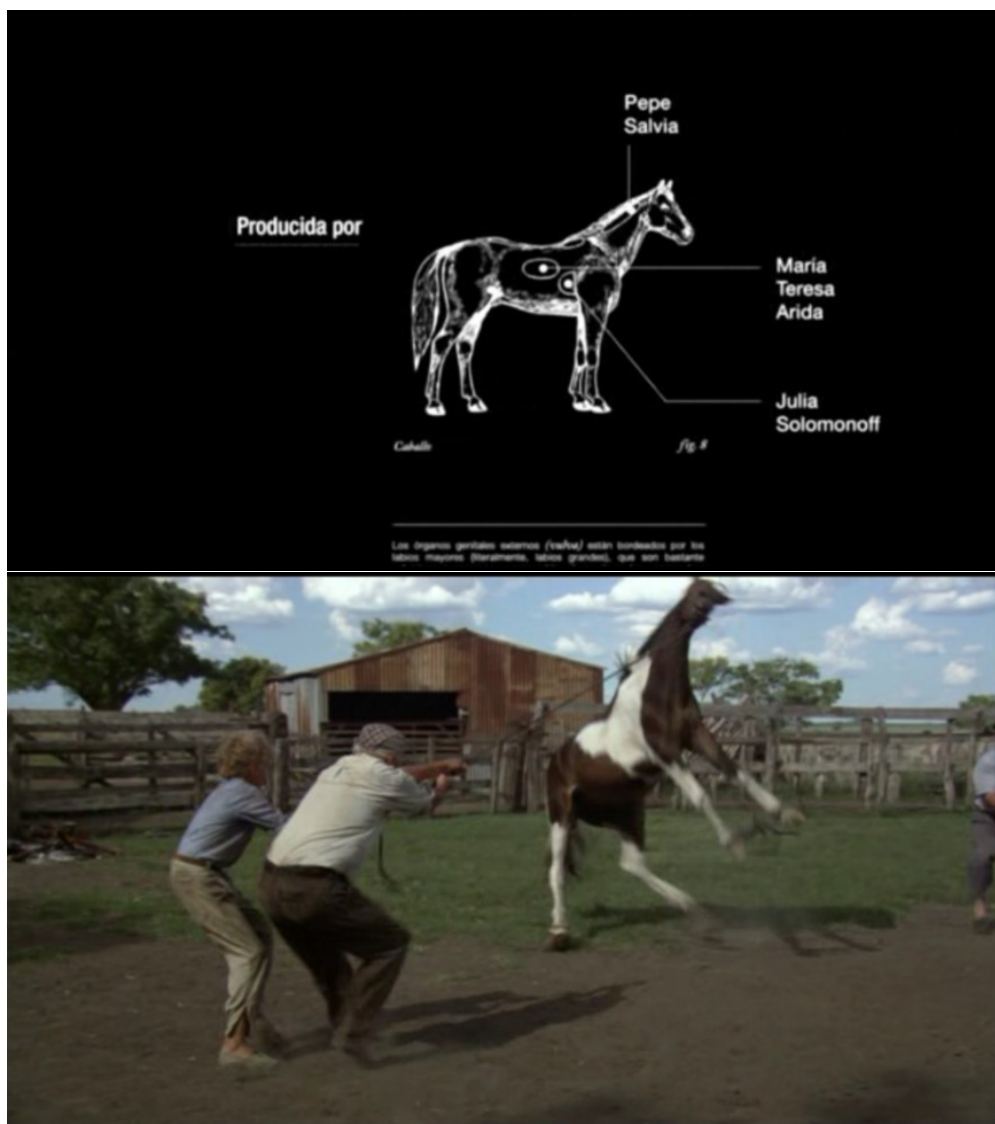 Pepe
Salvia
Producida por
María
Teresa
Arida
Julia
Solomonoff
Caballo
fig. 8
Los órganos genitales externos (vulva) están bordeados por los
labios mayores (literalmente, labios grandes), que son bastante